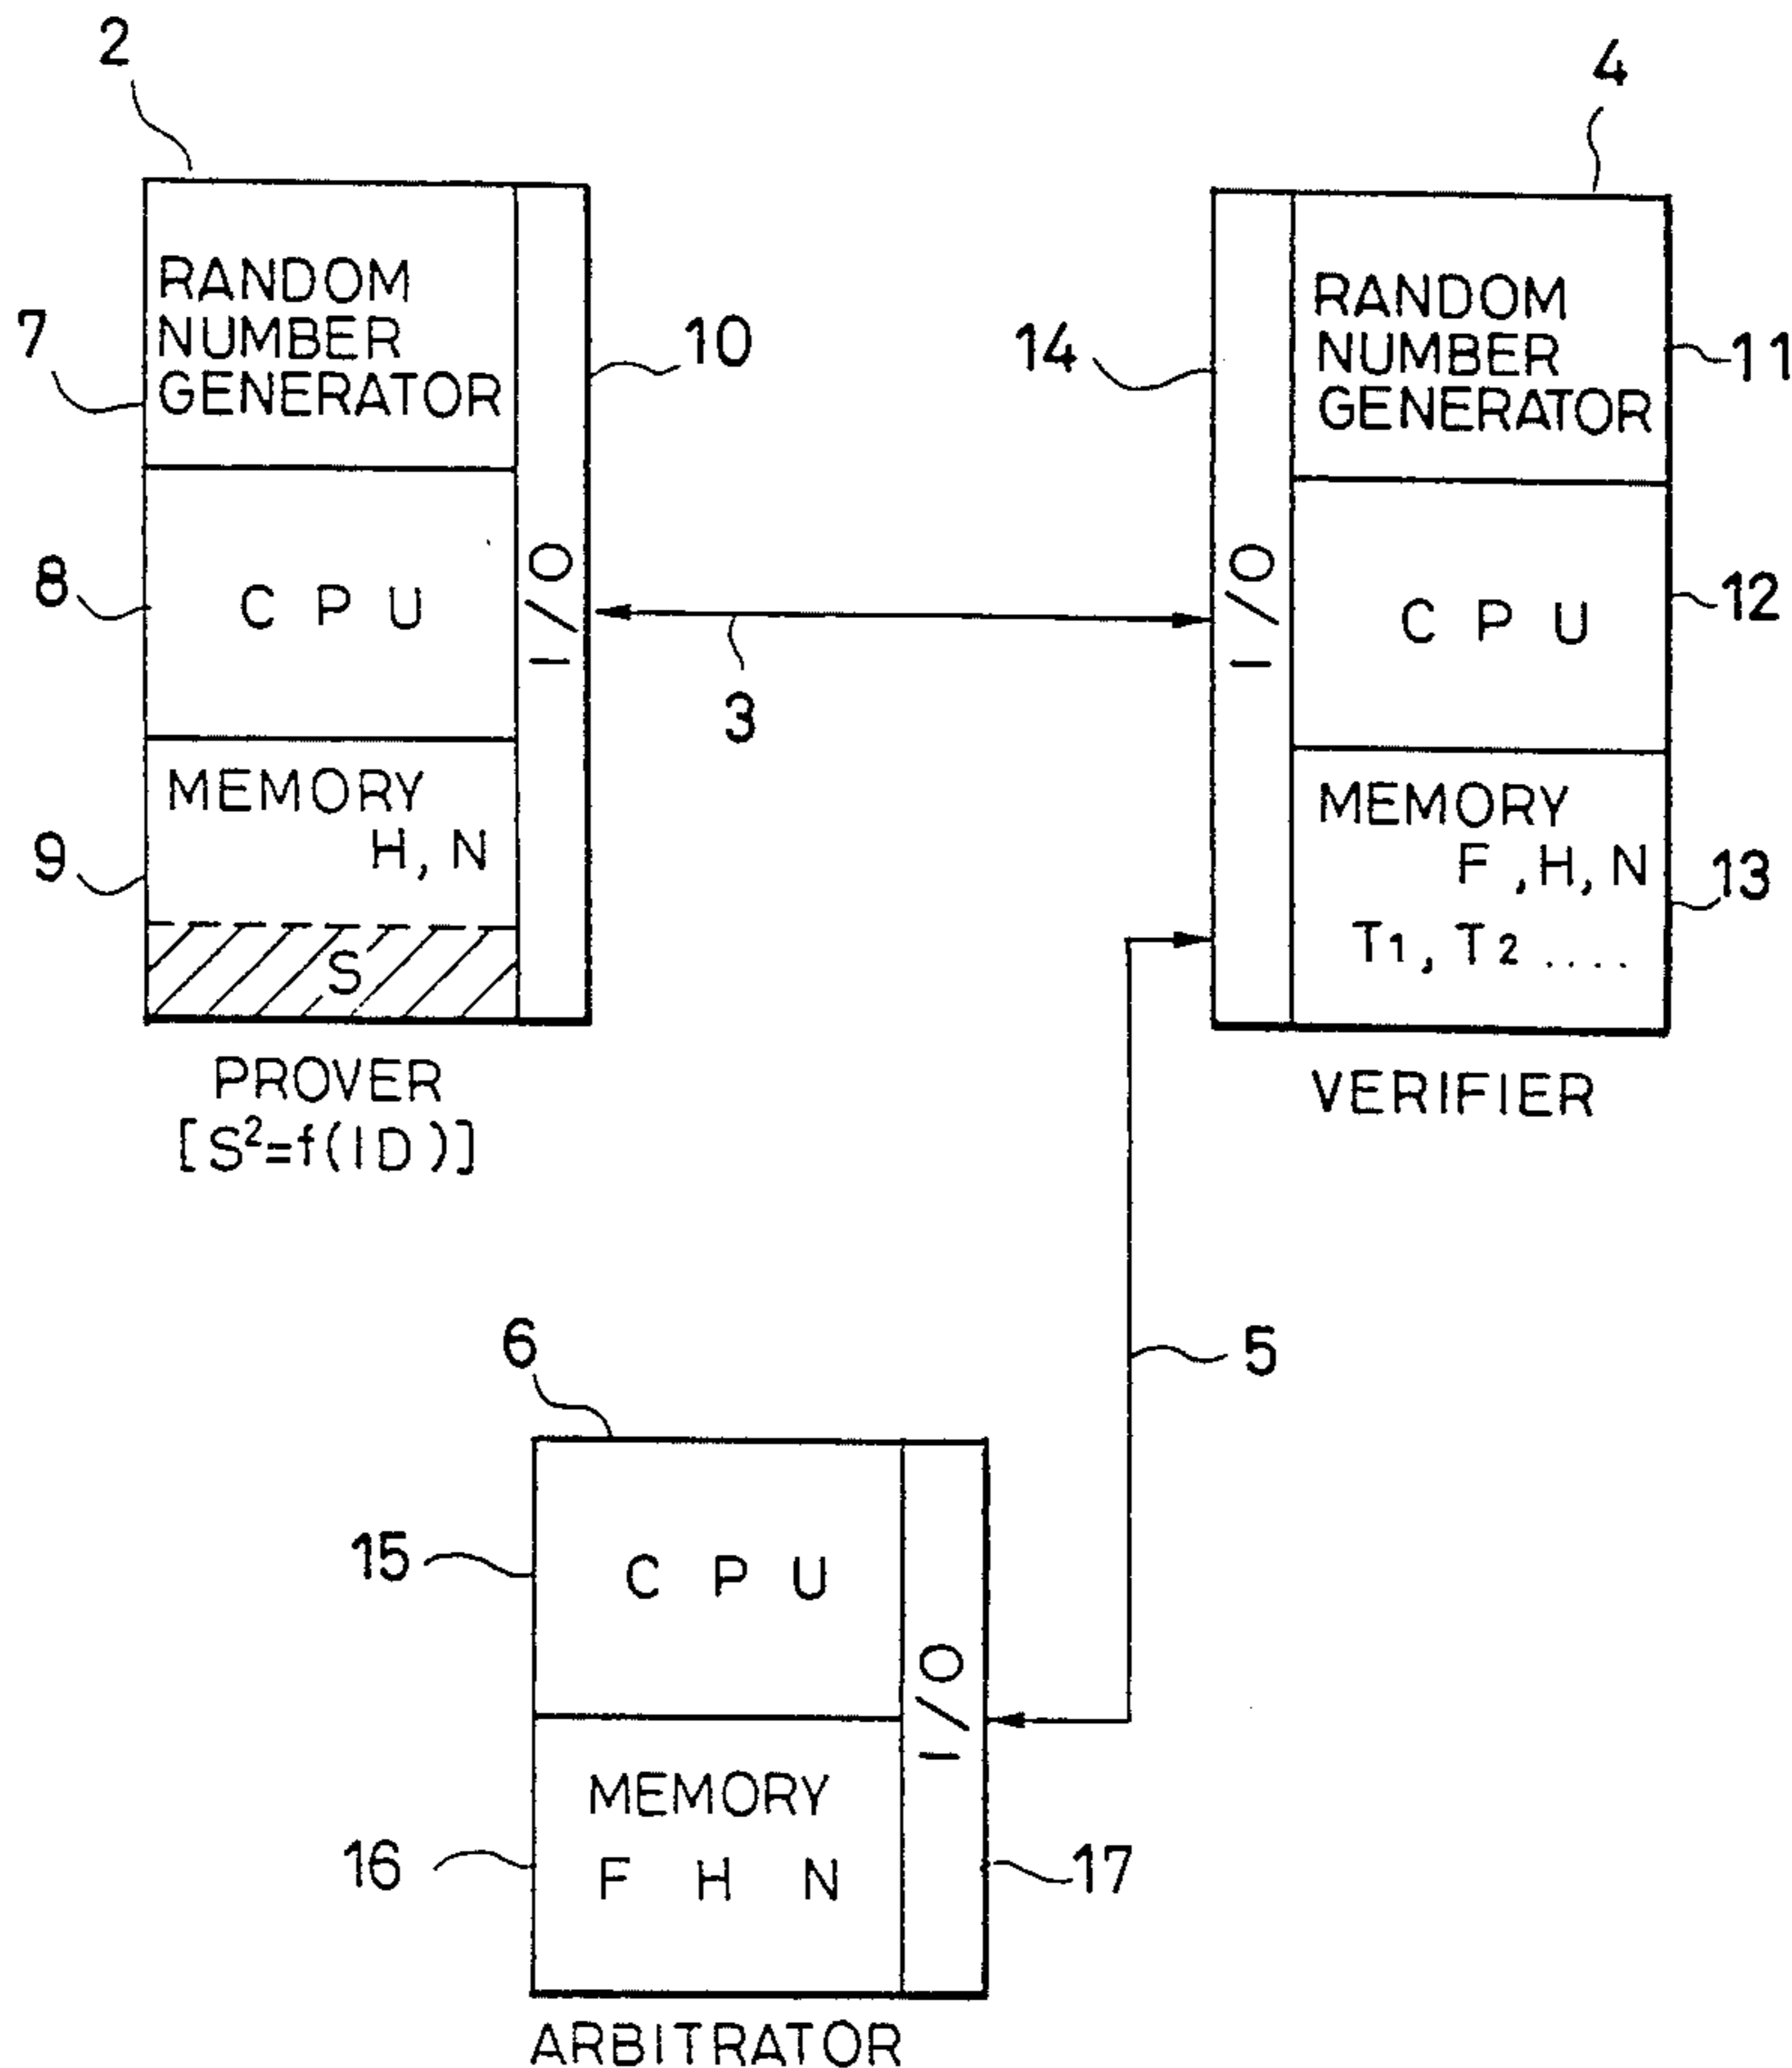 2
4
RANDOM
NUMBER
GENERATOR
7
10
14
RANDOM
NUMBER
GENERATOR
11
8
C P U
I/O
3
I/O
C P U
12
MEMORY
H, N
9
S
MEMORY
F, H, N
T1, T2 ....
13
PROVER
[S²=f(ID)]
VERIFIER
5
6
15
C P U
I/O
MEMORY
F H N
16
17
ARBITRATOR